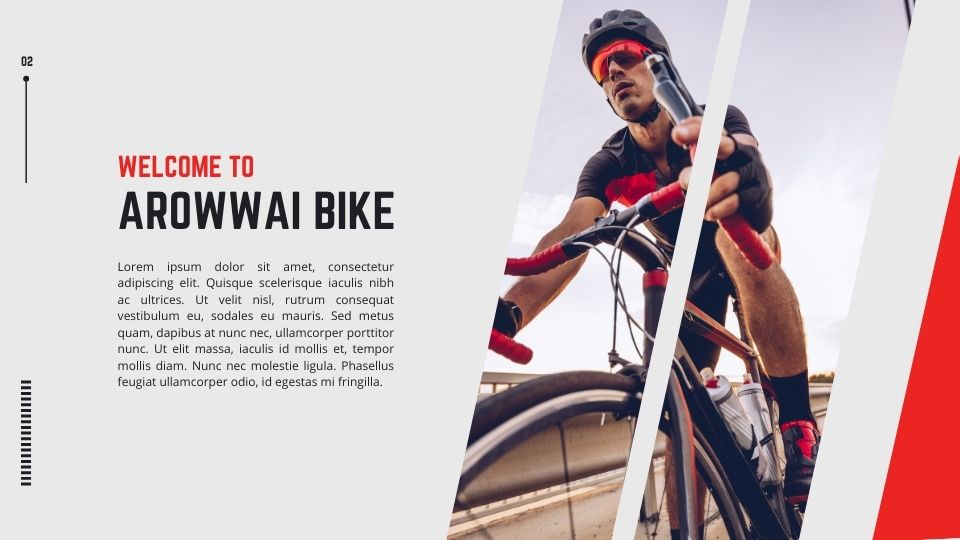 02
WELCOME TO
AROWWAI BIKE
Lorem ipsum dolor sit amet, consectetur
adipiscing elit. Quisque scelerisque iaculis nibh
ac ultrices. Ut velit nisl, rutrum consequat
vestibulum eu, sodales eu mauris. Sed metus
quam, dapibus at nunc nec, ullamcorper porttitor
nunc. Ut elit massa, iaculis id mollis et, tempor
mollis diam. Nunc nec molestie ligula. Phasellus
feugiat ullamcorper odio, id egestas mi fringilla.